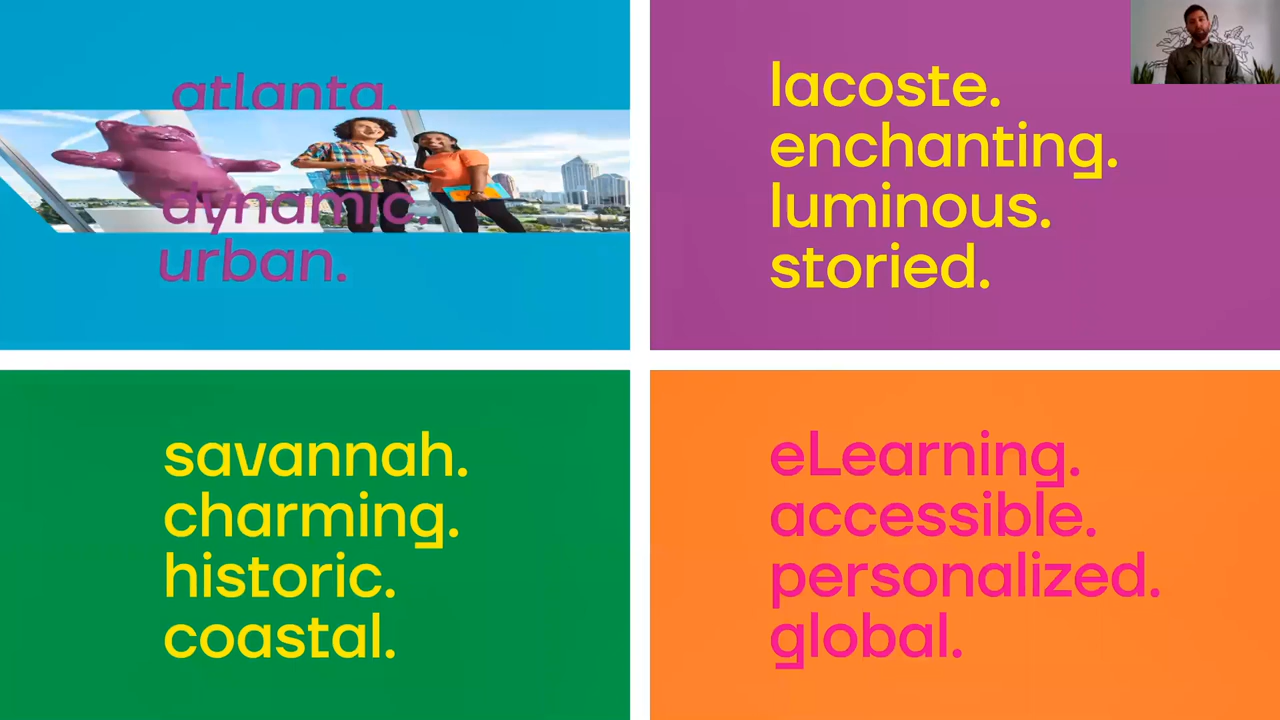 atlanta.
dynamic.
urban.
lacoste.
enchanting.
luminous.
storied.
savannah.
charming.
historic.
coastal.
eLearning.
accessible.
personalized.
global.